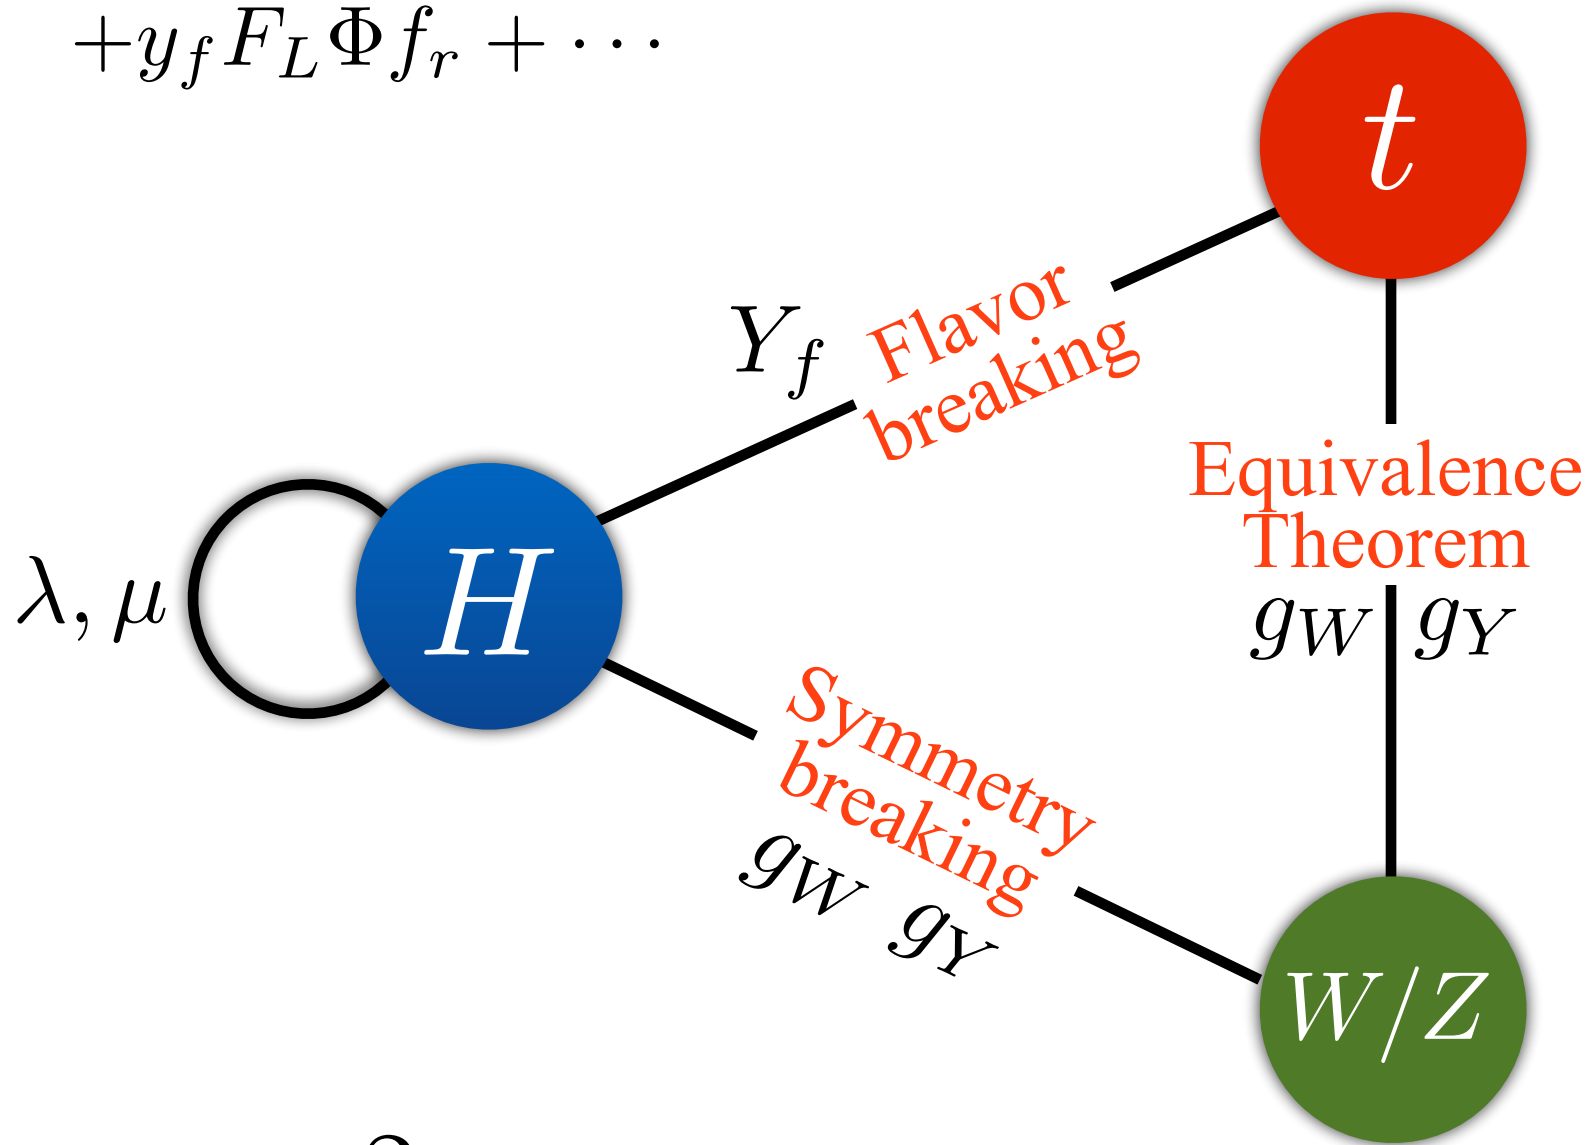 +y_f F_L Φ f_r + ···
t
Y_f
Flavor
breaking
Equivalence
Theorem
g_W g_Y
λ, μ
H
Symmetry
breaking
g_W g_Y
W/Z